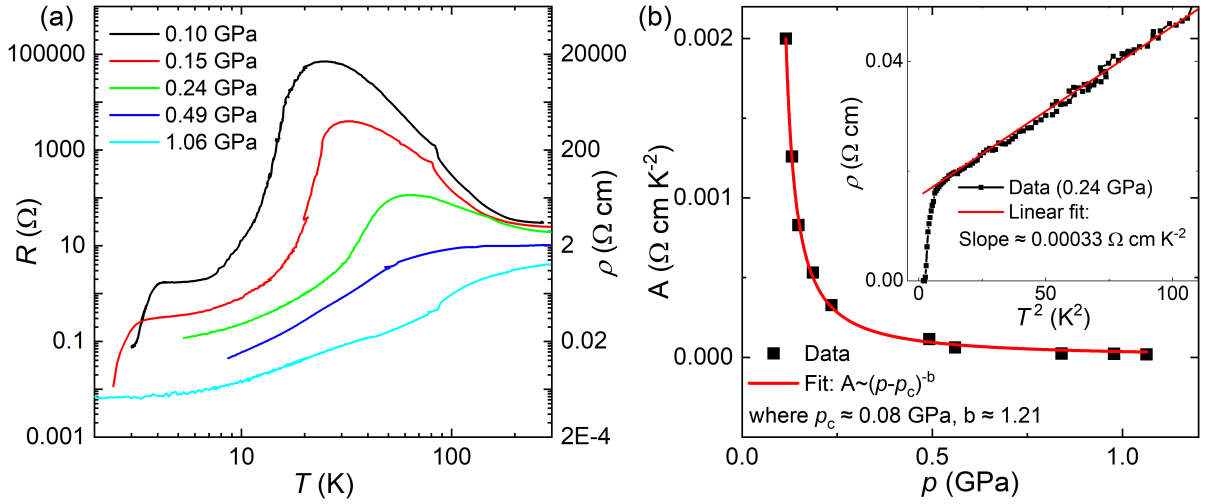 (a)
0.10 GPa
0.15 GPa
0.24 GPa
0.49 GPa
1.06 GPa
100000
1000
10
0.1
0.001
R (Ω)
20000
200
2
0.02
2E-4
ρ (Ω cm)
10
100
T (K)
(b)
0.002
0.001
0.000
A (Ω cm K⁻²)
Data
Fit: A~(p-p_c)^-b
where p_c ≈ 0.08 GPa, b ≈ 1.21
0.0
0.5
1.0
p (GPa)
0.04
0.00
ρ (Ω cm)
Data (0.24 GPa)
Linear fit:
Slope ≈ 0.00033 Ω cm K⁻²
0
50
100
T² (K²)